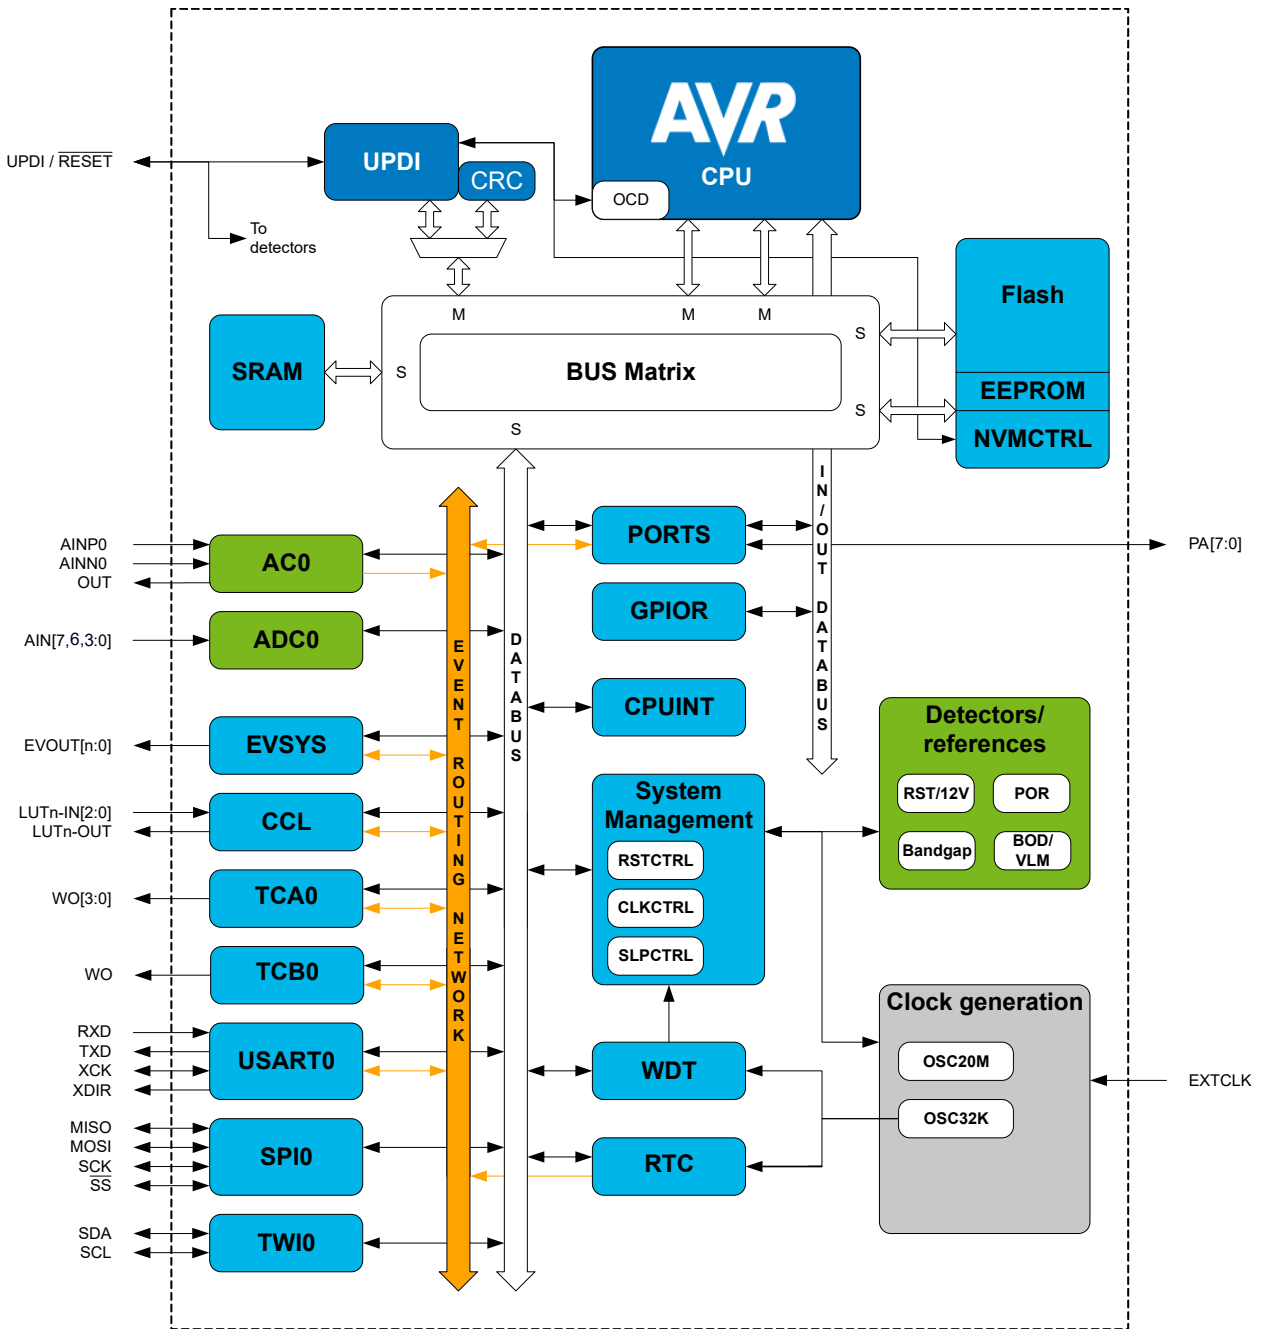 AVR
CPU
OCD
UPDI / RESET
UPDI
CRC
To
detectors
M
M
M
S
S
S
S
BUS Matrix
SRAM
Flash
EEPROM
NVMCTRL
AINP0
AINN0
OUT
AC0
AIN[7,6,3:0]
ADC0
EVOUT[n:0]
EVSYS
LUTn-IN[2:0]
LUTn-OUT
CCL
WO[3:0]
TCA0
WO
TCB0
RXD
TXD
XCK
XDIR
USART0
MISO
MOSI
SCK
SS
SPI0
SDA
SCL
TWI0
EVENT ROUTING NETWORK
DATABUS
IN/OUT DATABUS
PORTS
PA[7:0]
GPIOR
CPUINT
System
Management
RSTCTRL
CLKCTRL
SLPCTRL
WDT
RTC
Detectors/
references
RST/12V
POR
Bandgap
BOD/
VLM
Clock generation
OSC20M
OSC32K
EXTCLK